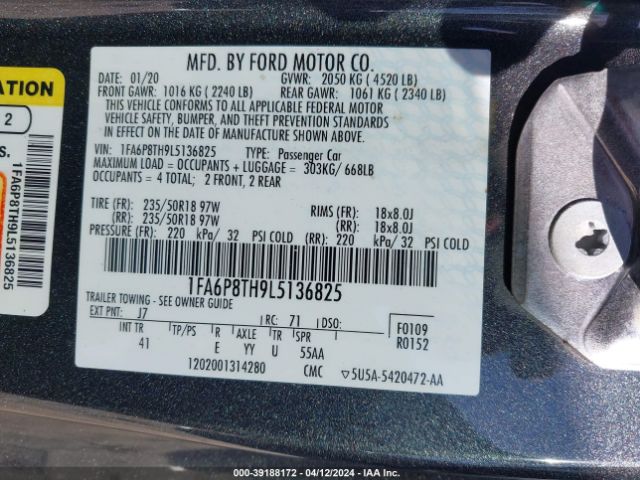 MFD. BY FORD MOTOR CO.
DATE: 01/20 GVWR: 2050 KG ( 4520 LB)
FRONT GAWR: 1016 KG ( 2240 LB) REAR GAWR: 1061 KG ( 2340 LB)
THIS VEHICLE CONFORMS TO ALL APPLICABLE FEDERAL MOTOR
VEHICLE SAFETY, BUMPER, AND THEFT PREVENTION STANDARDS
IN EFFECT ON THE DATE OF MANUFACTURE SHOWN ABOVE.
VIN: 1FA6P8TH9L5136825 TYPE: Passenger Car
MAXIMUM LOAD = OCCUPANTS + LUGGAGE = 303KG/ 668LB
OCCUPANTS = 4 TOTAL; 2 FRONT, 2 REAR
TIRE (FR): 235/50R18 97W RIMS (FR): 18x8.0J
(RR): 235/50R18 97W (RR): 18x8.0J
PRESSURE (FR): 220 kPa/ 32 PSI COLD (RR): 220 kPa/ 32 PSI COLD
1FA6P8TH9L5136825
TRAILER TOWING - SEE OWNER GUIDE
EXT PNT: J7 RC: 71 DSO:
INT TR TP/PS R AXLE TR SPR F0109
41 E YY U 55AA R0152
1202001314280 CMC ▽5U5A-5420472-AA
ATION
2
S.
1FA6P8TH9L5136825
000-39188172 - 04/12/2024 - IAA Inc.